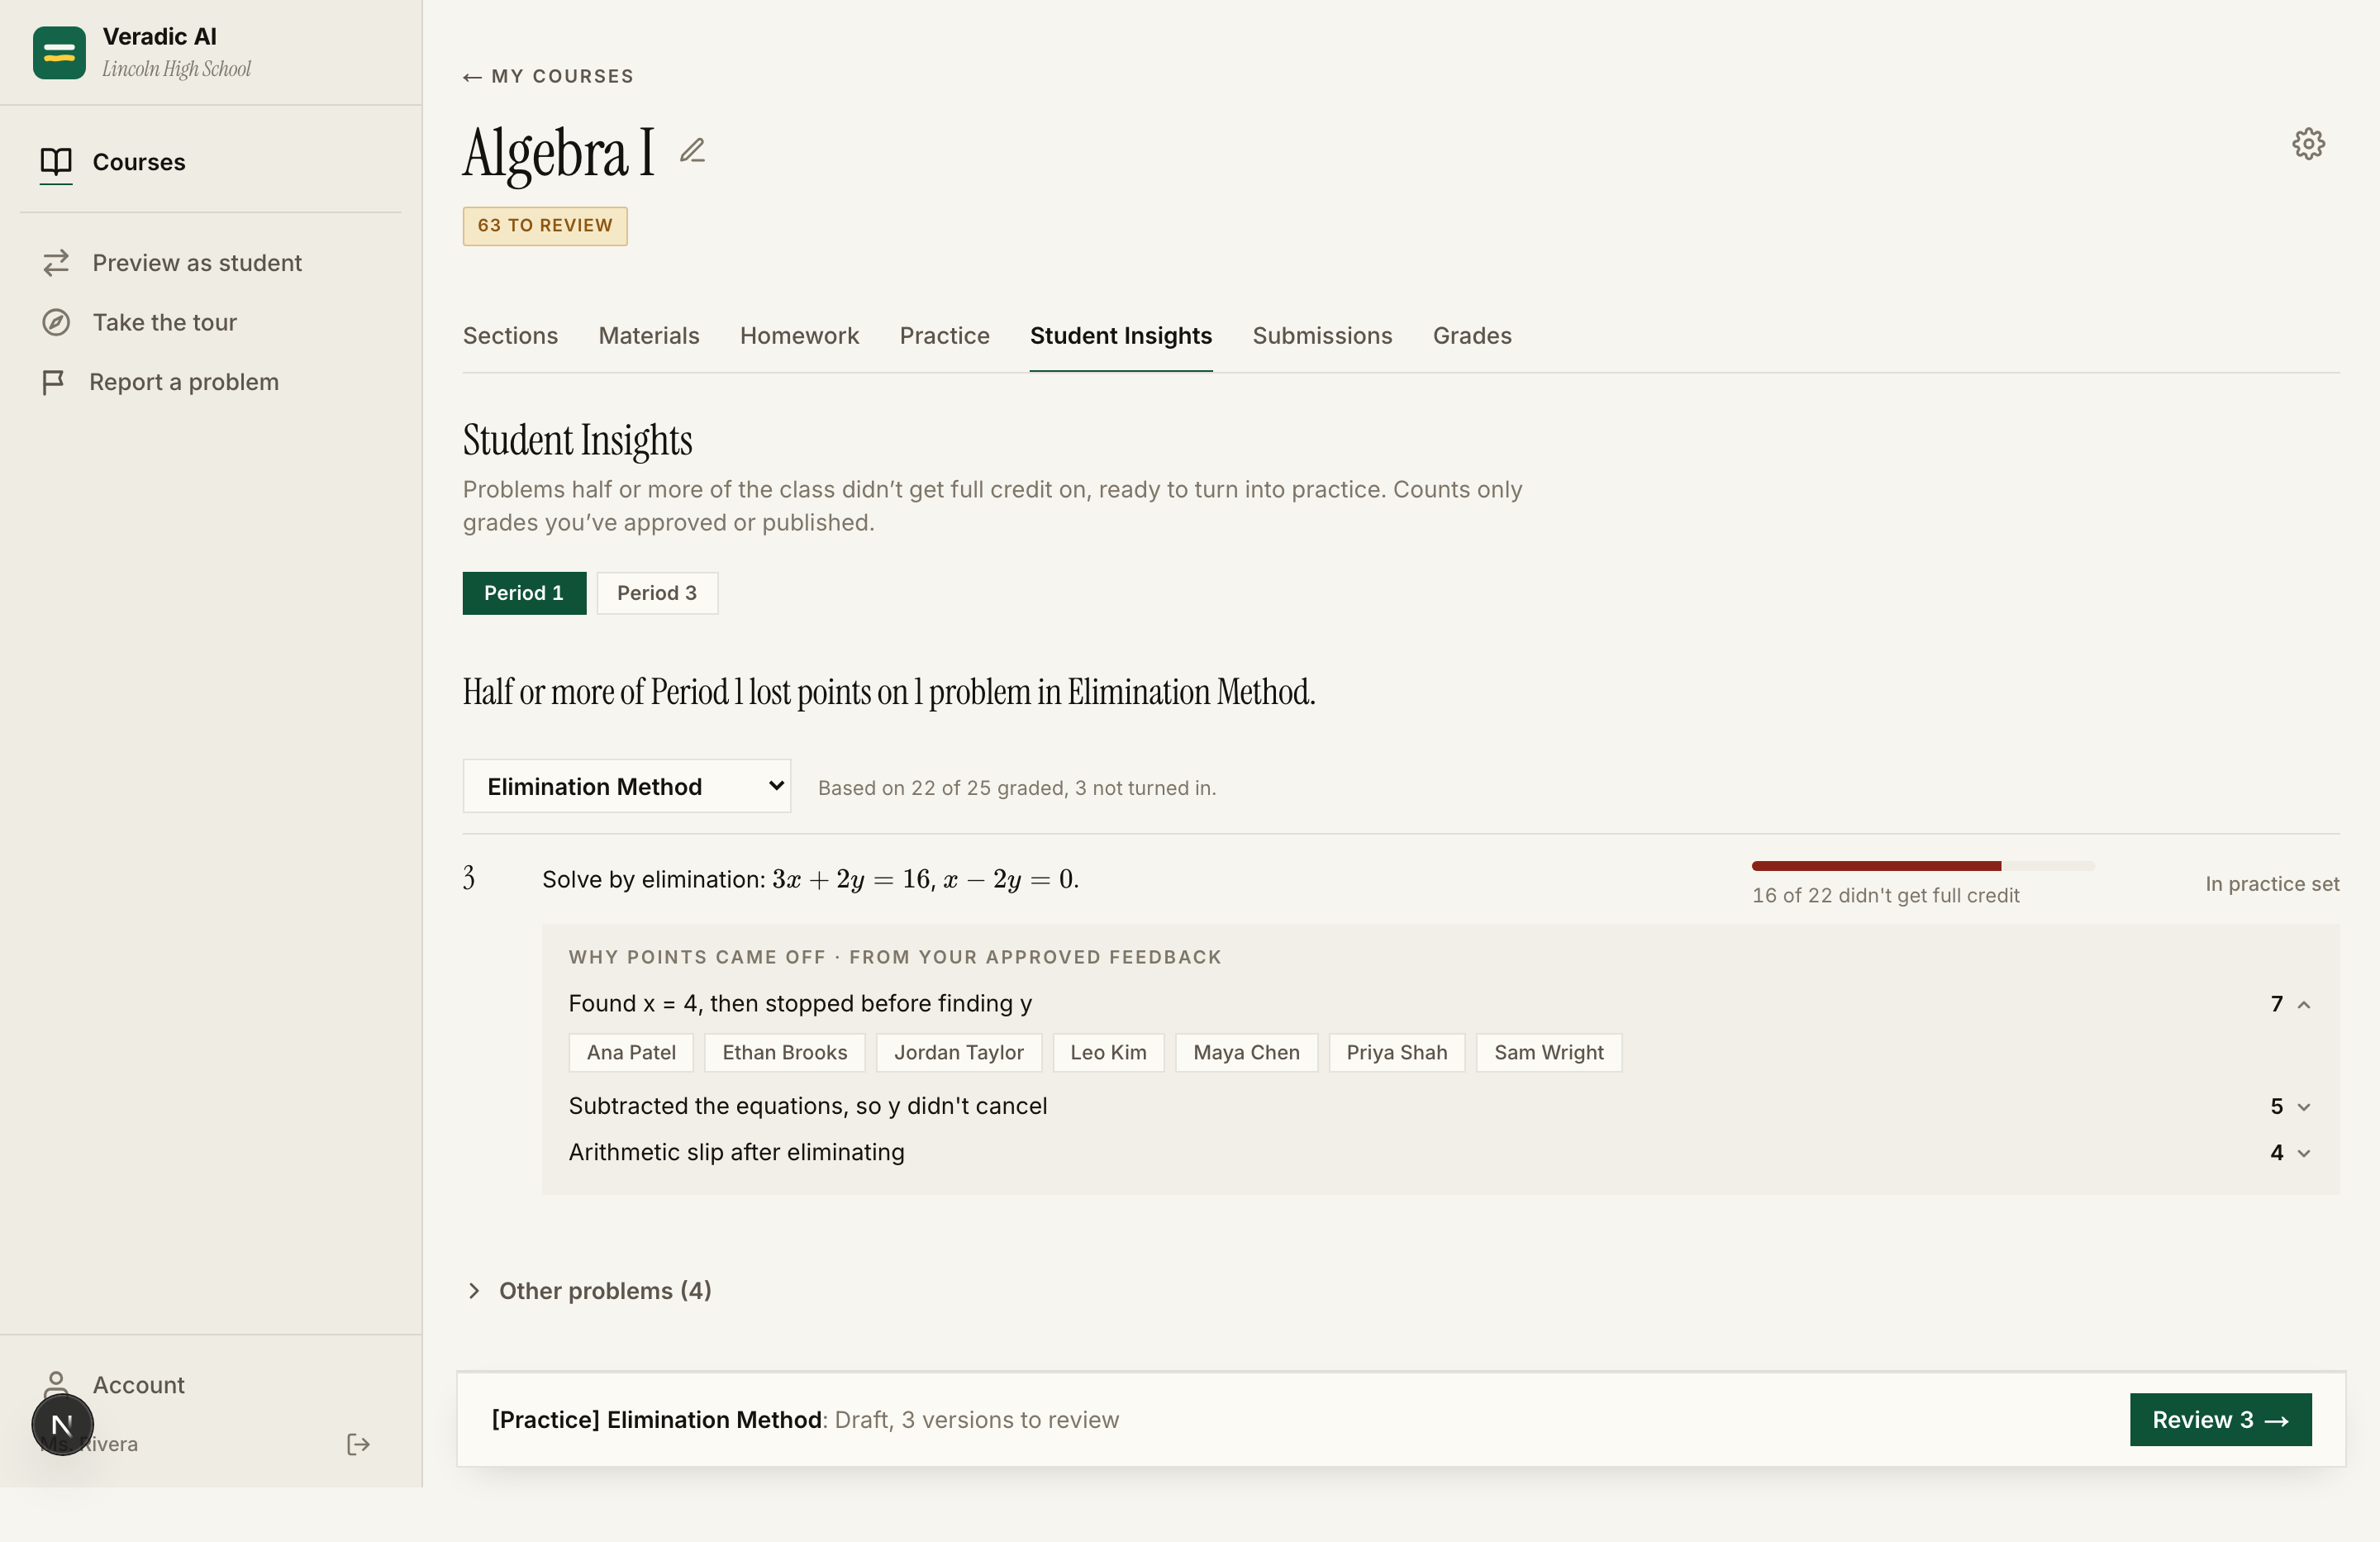 Veradic AI
Lincoln High School
Courses
Preview as student
Take the tour
Report a problem
Account
Rivera
← MY COURSES
Algebra I
63 TO REVIEW
Sections Materials Homework Practice Student Insights Submissions Grades
Student Insights
Problems half or more of the class didn’t get full credit on, ready to turn into practice. Counts only
grades you’ve approved or published.
Period 1 Period 3
Half or more of Period 1 lost points on 1 problem in Elimination Method.
Elimination Method Based on 22 of 25 graded, 3 not turned in.
3 Solve by elimination: 3x + 2y = 16, x − 2y = 0.
16 of 22 didn't get full credit
In practice set
WHY POINTS CAME OFF · FROM YOUR APPROVED FEEDBACK
Found x = 4, then stopped before finding y 7
Ana Patel Ethan Brooks Jordan Taylor Leo Kim Maya Chen Priya Shah Sam Wright
Subtracted the equations, so y didn't cancel 5
Arithmetic slip after eliminating 4
Other problems (4)
[Practice] Elimination Method: Draft, 3 versions to review Review 3 →